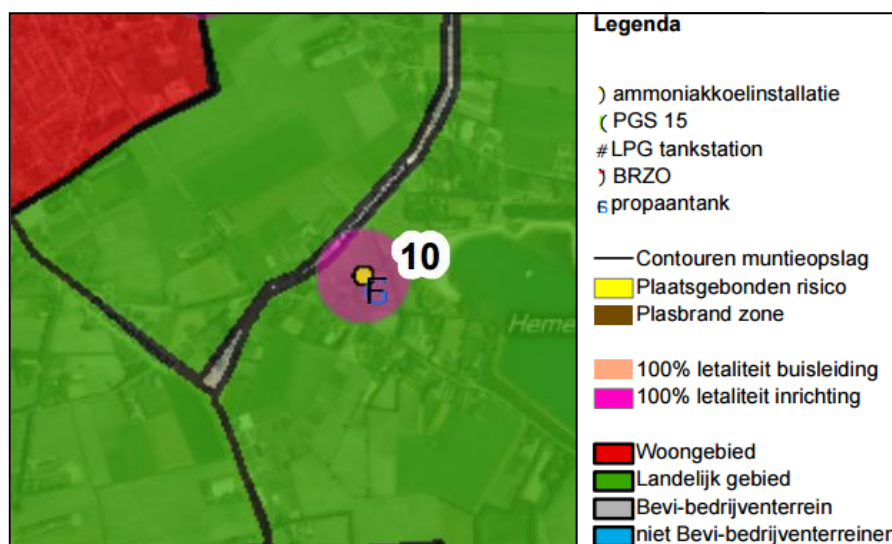 10
Heme
Legenda
) ammoniakkoelinstallatie
( PGS 15
# LPG tankstation
) BRZO
6 propaantank
Contouren muntieopslag
Plaatsgebonden risico
Plasbrand zone
100% letaliteit buisleiding
100% letaliteit inrichting
Woongebied
Landelijk gebied
Bevi-bedrijventerrein
niet Bevi-bedrijventerreinen